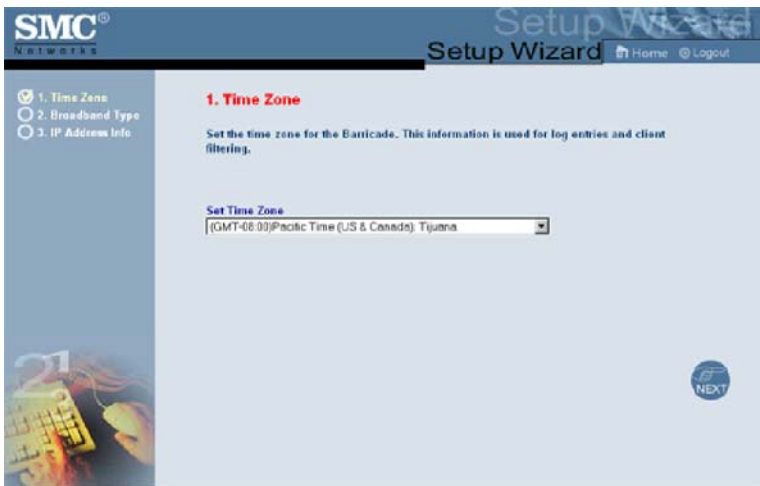 SMC®
Networks
Setup Wizard
Setup Wizard
Home
Logout
1. Time Zone
2. Broadband Type
3. IP Address Info
1. Time Zone
Set the time zone for the Barricade. This information is used for log entries and client
filtering.
Set Time Zone
(GMT-08:00)Pacific Time (US & Canada); Tijuana
NEXT